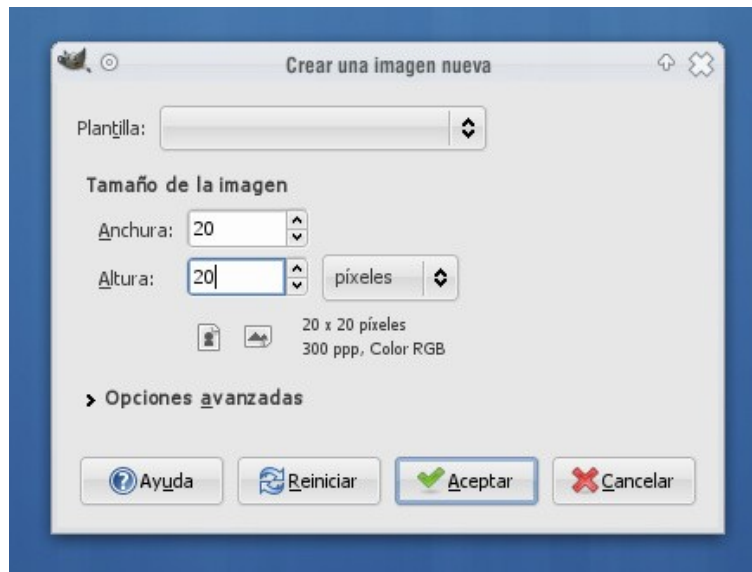 Crear una imagen nueva
Plantilla:
Tamaño de la imagen
Anchura: 20
Altura: 20 píxeles
20 x 20 píxeles
300 ppp, Color RGB
Opciones avanzadas
Ayuda Reiniciar Aceptar Cancelar